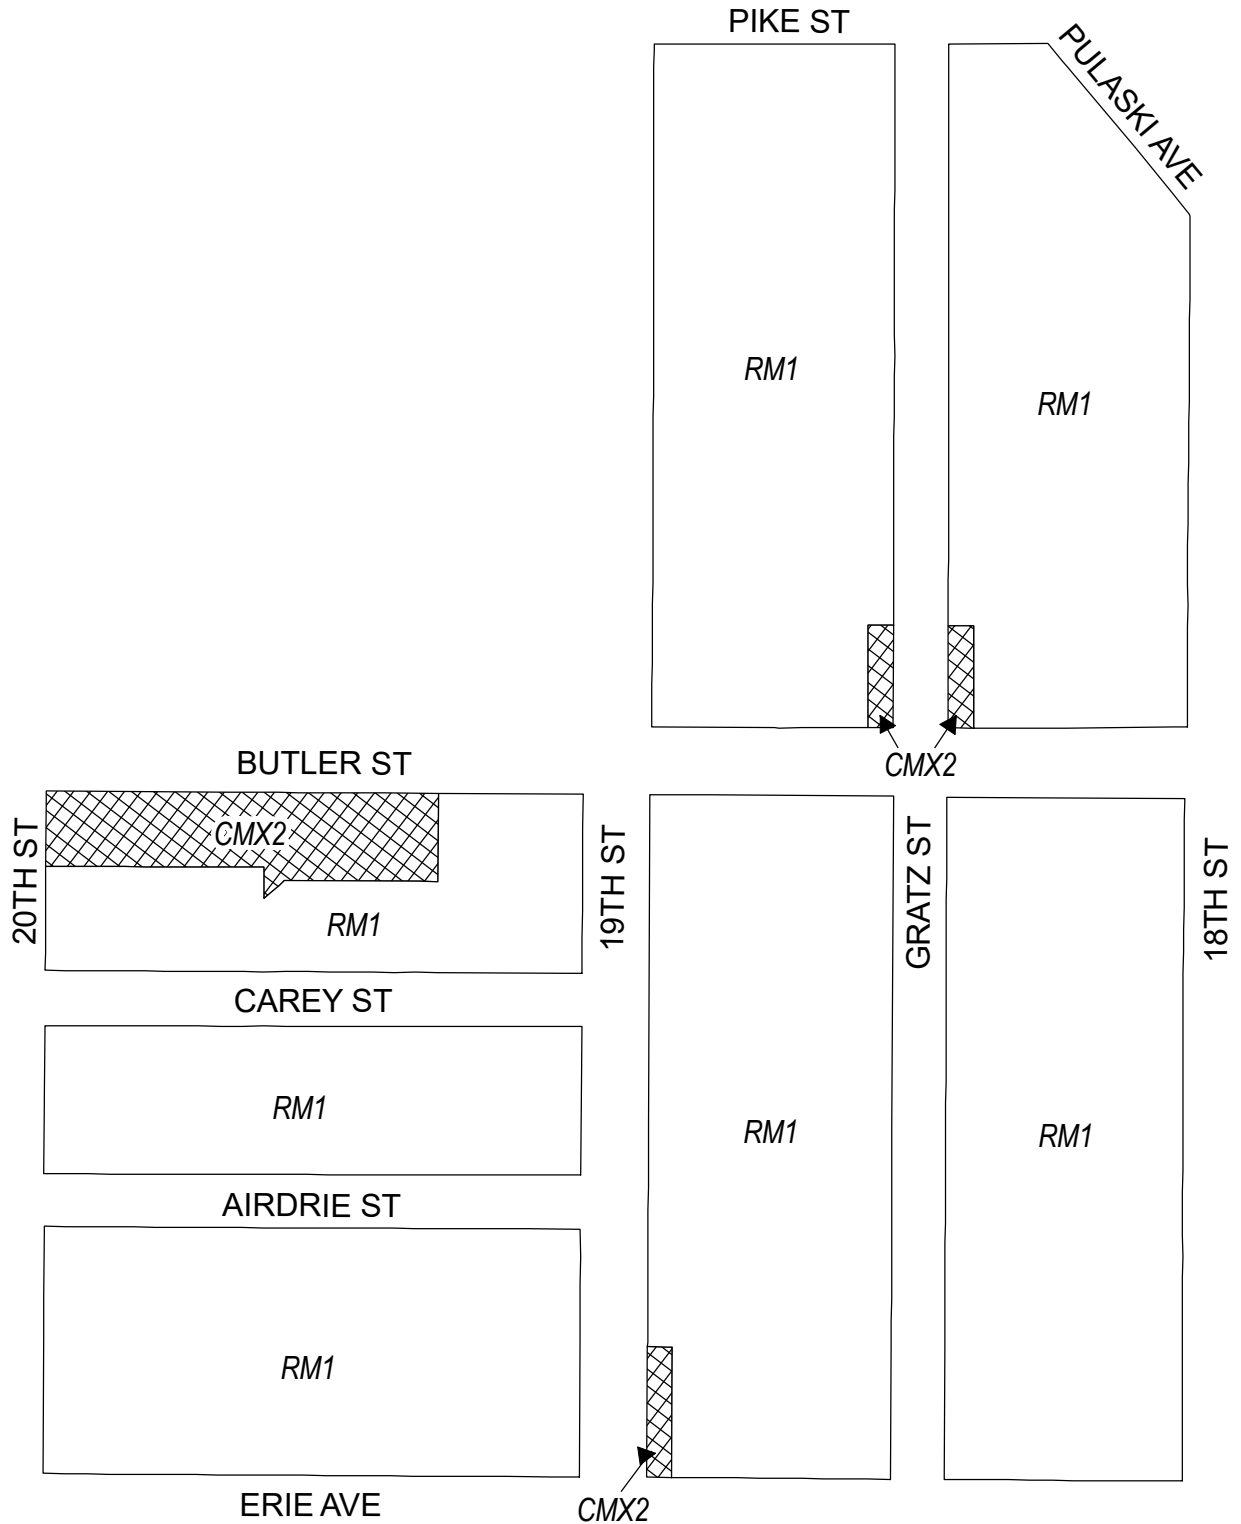 PIKE ST
PULASKI AVE
RM1
RM1
CMX2
BUTLER ST
CMX2
20TH ST
19TH ST
GRATZ ST
18TH ST
RM1
CAREY ST
RM1
RM1
RM1
AIRDRIE ST
RM1
ERIE AVE
CMX2